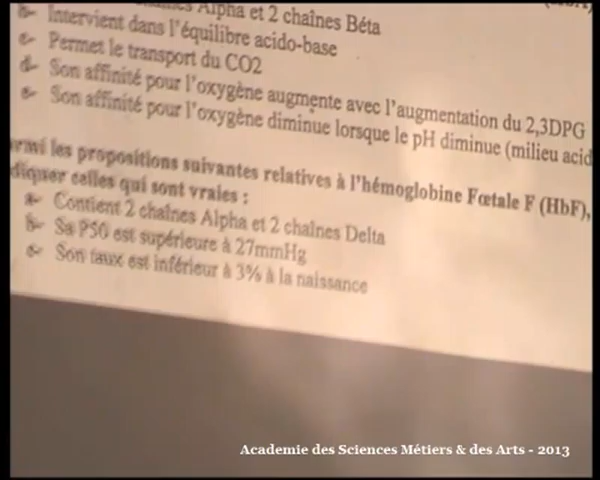 chaînes Alpha et 2 chaînes Béta
b- Intervient dans l'équilibre acido-base
c- Permet le transport du CO2
d- Son affinité pour l'oxygène augmente avec l'augmentation du 2,3DPG
e- Son affinité pour l'oxygène diminue lorsque le pH diminue (milieu acid
rmi les propositions suivantes relatives à l'hémoglobine Fœtale F (HbF),
diquer celles qui sont vraies :
a- Contient 2 chaînes Alpha et 2 chaînes Delta
b- Sa P50 est supérieure à 27mmHg
c- Son taux est inférieur à 3% à la naissance
Academie des Sciences Métiers & des Arts - 2013